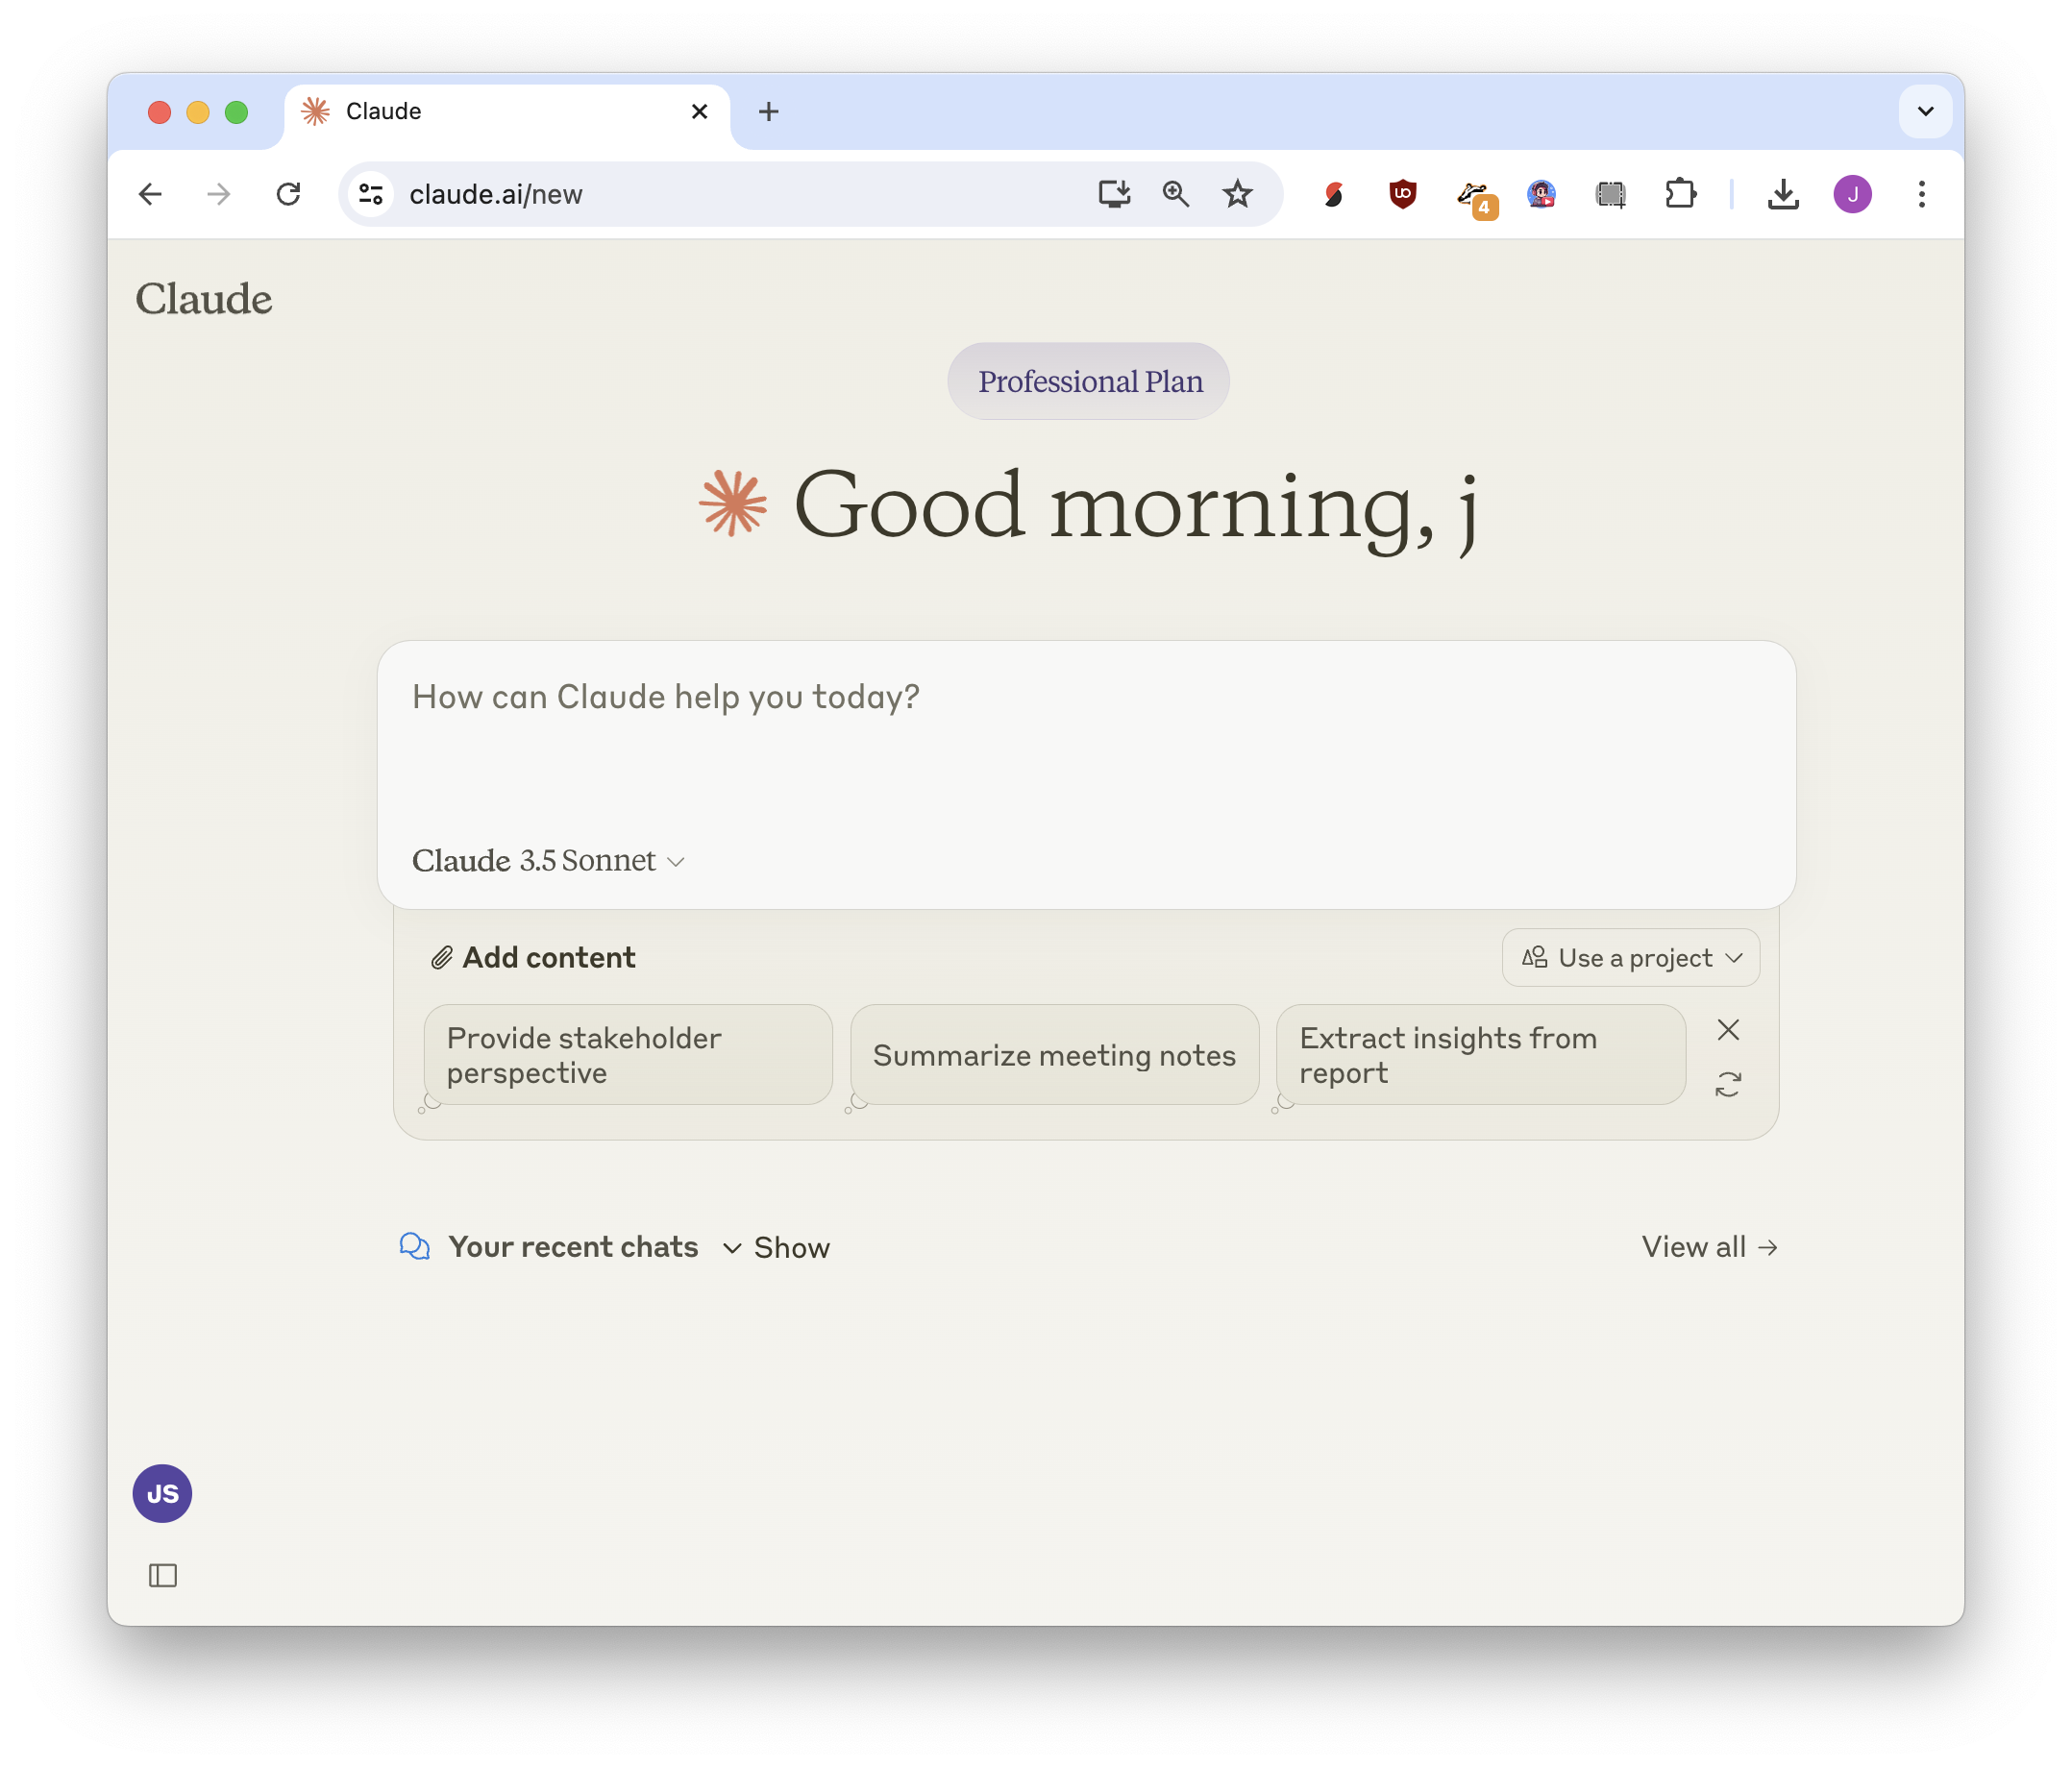 Claude
claude.ai/new
4
J
Claude
Professional Plan
Good morning, j
How can Claude help you today?
Claude 3.5 Sonnet
Add content
Use a project
Provide stakeholder
perspective
Summarize meeting notes
Extract insights from
report
Your recent chats
Show
View all
JS